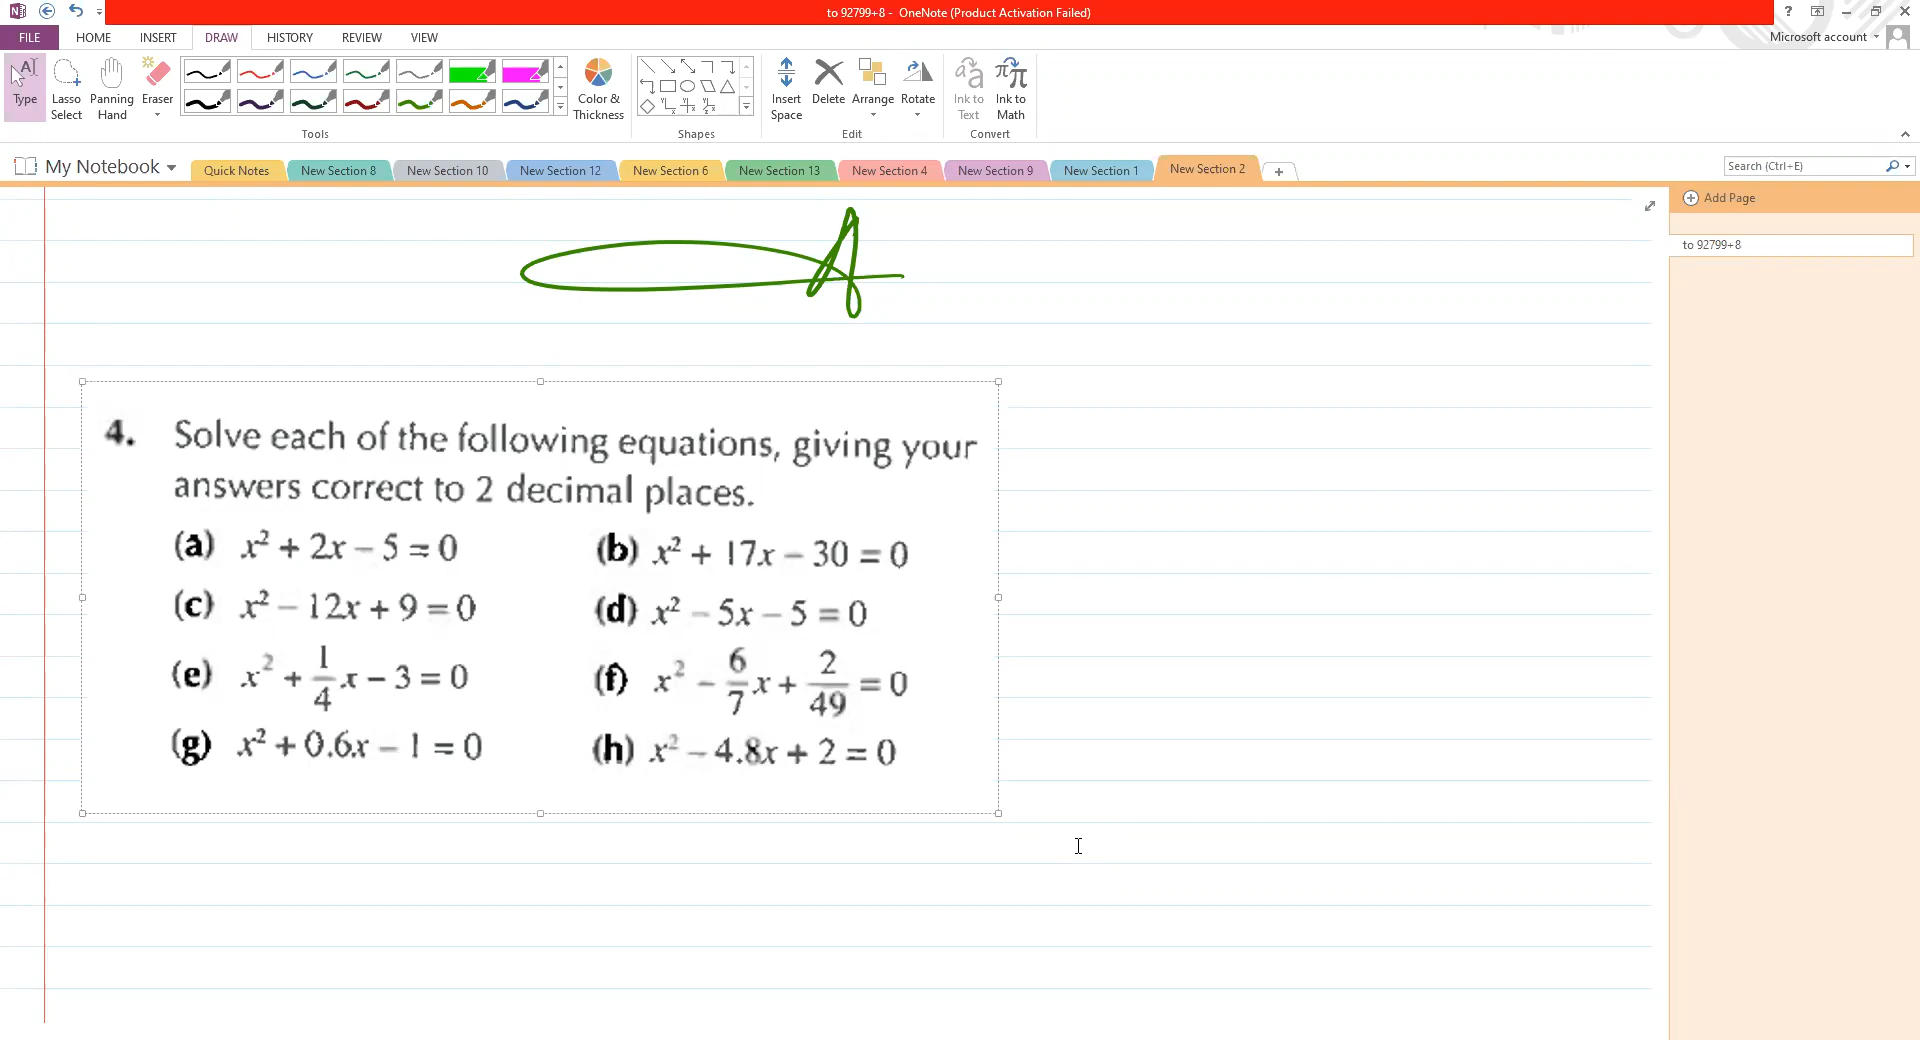 to 92799+8 - OneNote (Product Activation Failed)
FILE HOME INSERT DRAW HISTORY REVIEW VIEW
Microsoft account
Type
Lasso Select
Panning Hand
Eraser
Color & Thickness
Insert Space
Delete
Arrange
Rotate
Ink to Text
Ink to Math
Tools Shapes Edit Convert
My Notebook Quick Notes New Section 8 New Section 10 New Section 12 New Section 6 New Section 13 New Section 4 New Section 9 New Section 1 New Section 2
Search (Ctrl+E)
Add Page
to 92799+8
4. Solve each of the following equations, giving your
answers correct to 2 decimal places.
(a) x² + 2x – 5 = 0 (b) x² + 17x – 30 = 0
(c) x² – 12x + 9 = 0 (d) x² – 5x – 5 = 0
(e) x² + 1/4 x – 3 = 0 (f) x² – 6/7 x + 2/49 = 0
(g) x² + 0.6x – 1 = 0 (h) x² – 4.8x + 2 = 0